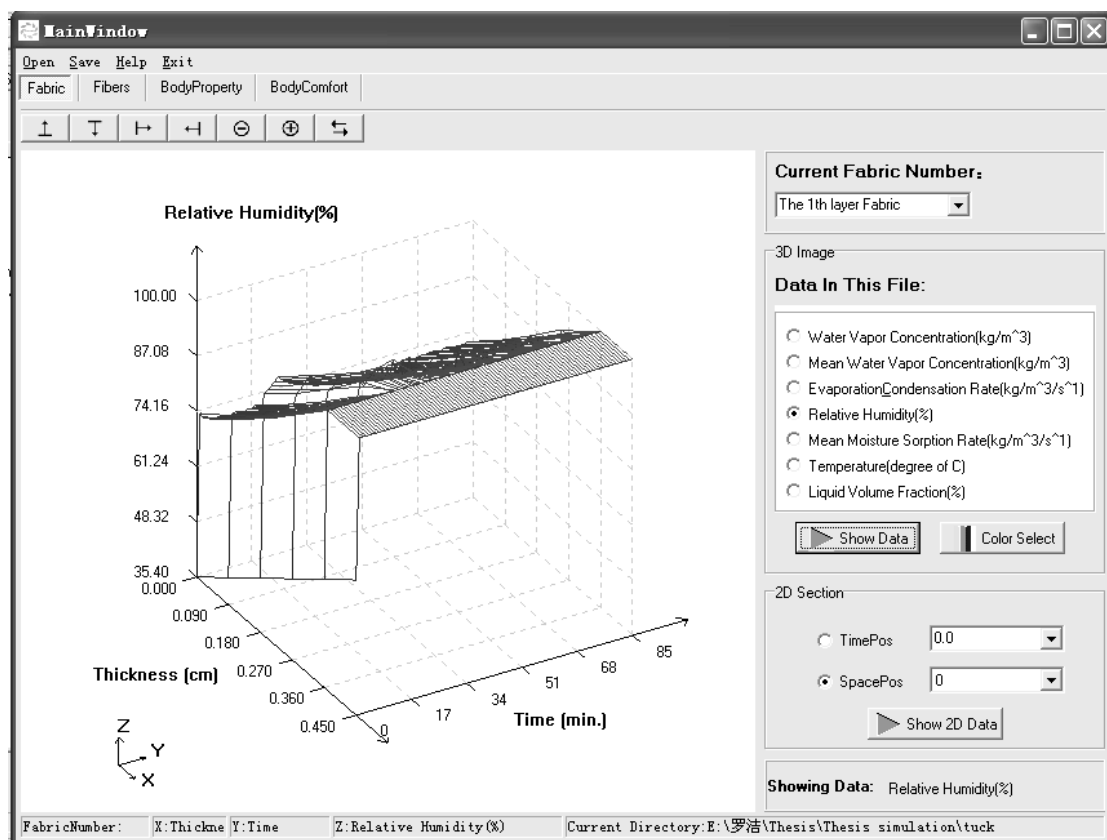 MainWindow
Open Save Help Exit
Fabric Fibers BodyProperty BodyComfort
Relative Humidity(%)
100.00
87.08
74.16
61.24
48.32
35.40
0.000
0.090
0.180
0.270
0.360
0.450
Thickness (cm)
0
17
34
51
68
85
Time (min.)
Z
Y
X
Current Fabric Number:
The 1th layer Fabric
3D Image
Data In This File:
Water Vapor Concentration(kg/m^3)
Mean Water Vapor Concentration(kg/m^3)
EvaporationCondensation Rate(kg/m^3/s^1)
Relative Humidity(%)
Mean Moisture Sorption Rate(kg/m^3/s^1)
Temperature(degree of C)
Liquid Volume Fraction(%)
Show Data Color Select
2D Section
TimePos 0.0
SpacePos 0
Show 2D Data
Showing Data: Relative Humidity(%)
FabricNumber: X:Thickne Y:Time Z:Relative Humidity(%) Current Directory:E:\罗洁\Thesis\Thesis simulation\tuck